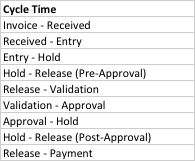 Cycle Time
Invoice - Received
Received - Entry
Entry - Hold
Hold - Release (Pre-Approval)
Release - Validation
Validation - Approval
Approval - Hold
Hold - Release (Post-Approval)
Release - Payment